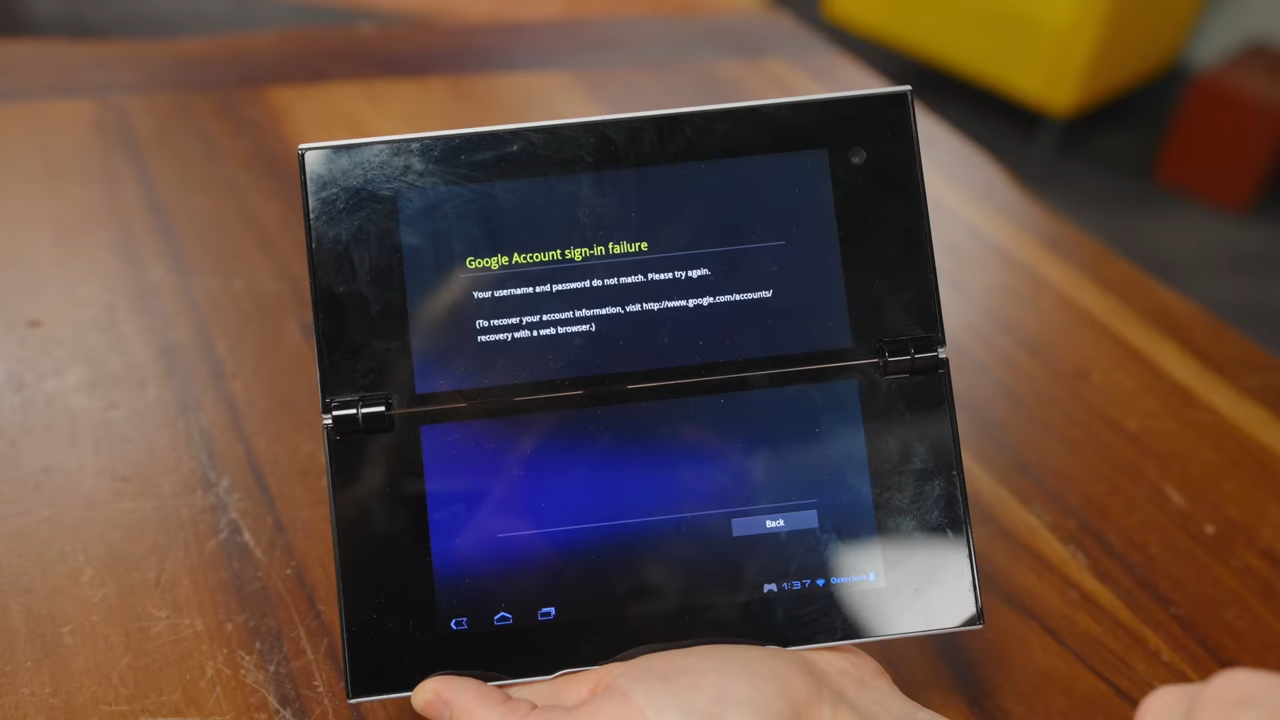 Google Account sign-in failure
Your username and password do not match. Please try again.
(To recover your account information, visit http://www.google.com/accounts/
recovery with a web browser.)
Back
1:37 Overclock